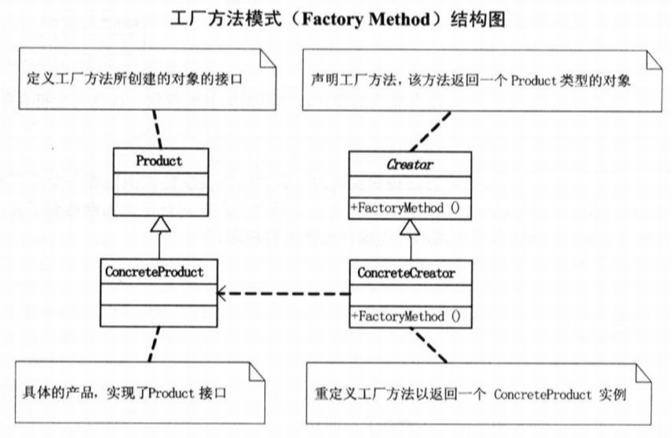 工厂方法模式（Factory Method）结构图
定义工厂方法所创建的对象的接口
声明工厂方法，该方法返回一个 Product 类型的对象
Product
Creator
+FactoryMethod ()
ConcreteProduct
ConcreteCreator
+FactoryMethod ()
具体的产品，实现了Product 接口
重定义工厂方法以返回一个 ConcreteProduct 实例